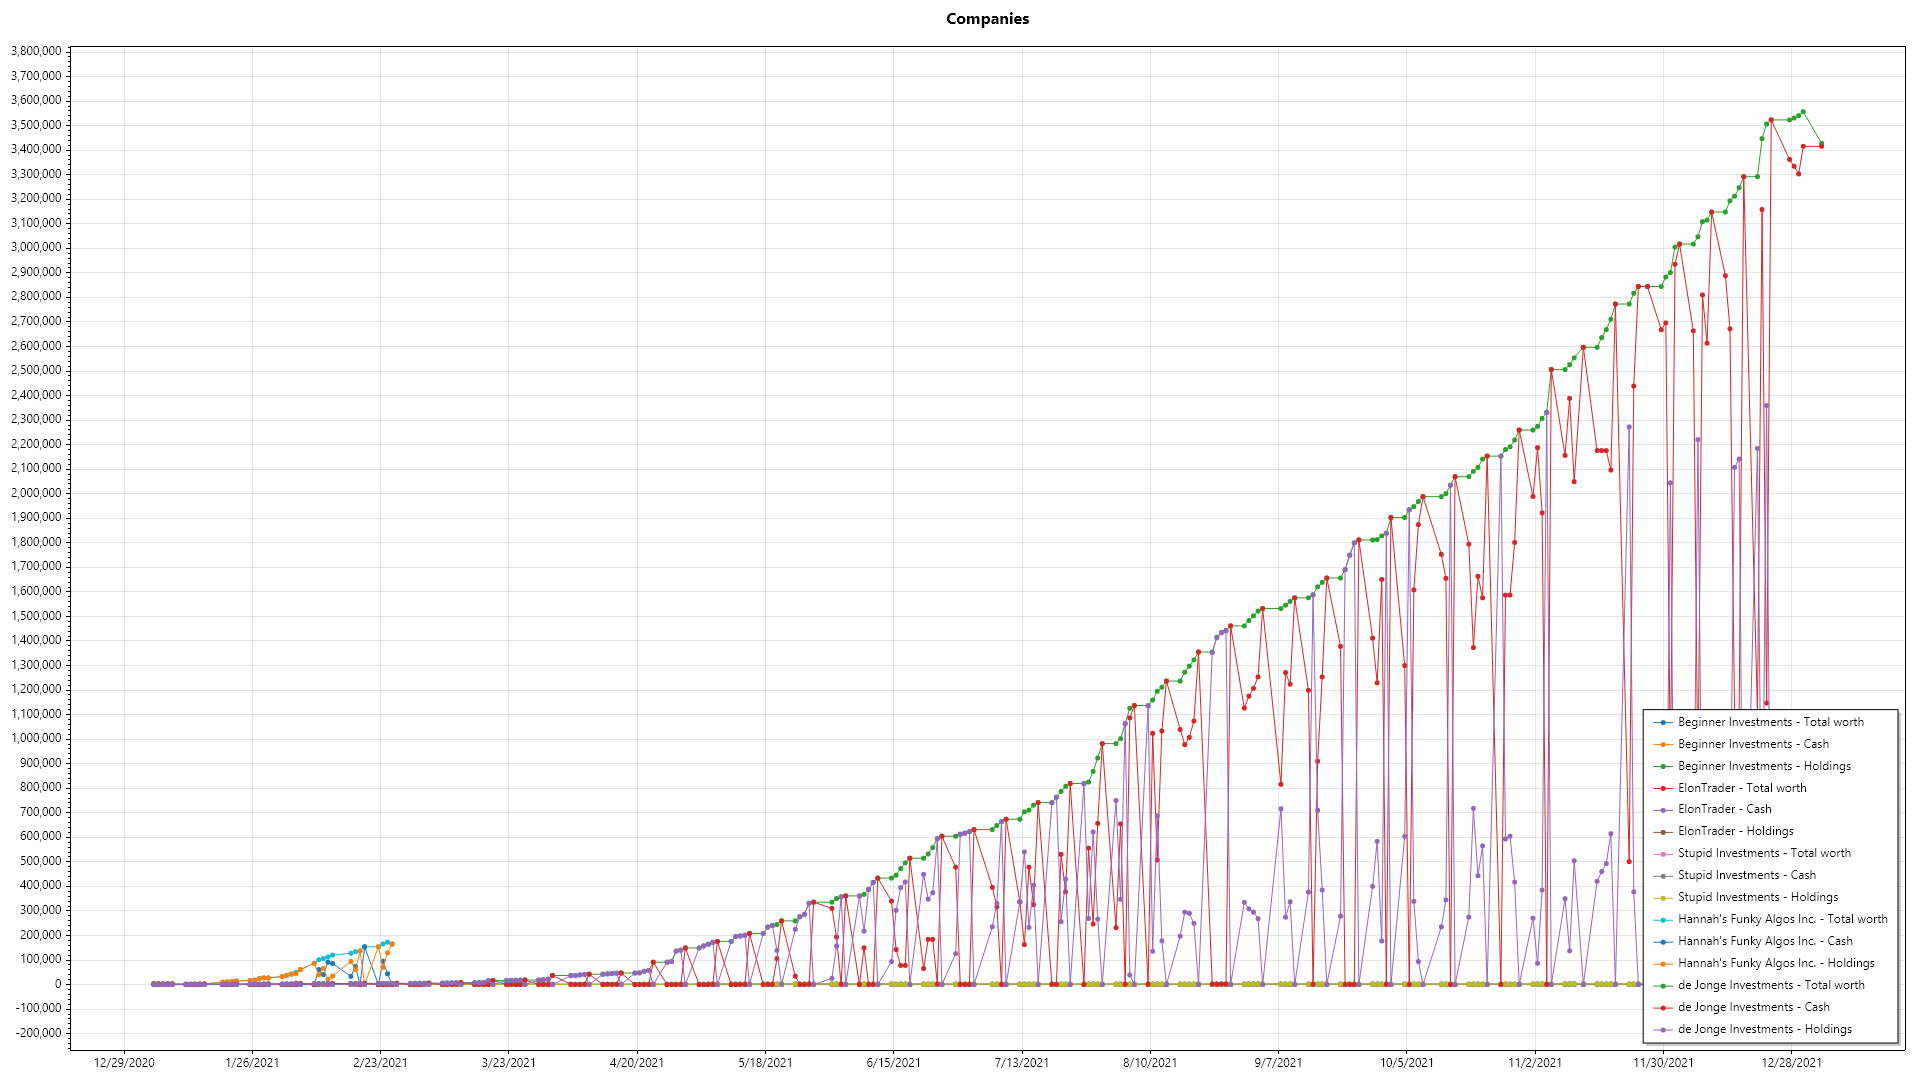 Companies
3,800,000
3,700,000
3,600,000
3,500,000
3,400,000
3,300,000
3,200,000
3,100,000
3,000,000
2,900,000
2,800,000
2,700,000
2,600,000
2,500,000
2,400,000
2,300,000
2,200,000
2,100,000
2,000,000
1,900,000
1,800,000
1,700,000
1,600,000
1,500,000
1,400,000
1,300,000
1,200,000
1,100,000
1,000,000
900,000
800,000
700,000
600,000
500,000
400,000
300,000
200,000
100,000
0
-100,000
-200,000
12/29/2020 1/26/2021 2/23/2021 3/23/2021 4/20/2021 5/18/2021 6/15/2021 7/13/2021 8/10/2021 9/7/2021 10/5/2021 11/2/2021 11/30/2021 12/28/2021
Beginner Investments - Total worth
Beginner Investments - Cash
Beginner Investments - Holdings
ElonTrader - Total worth
ElonTrader - Cash
ElonTrader - Holdings
Stupid Investments - Total worth
Stupid Investments - Cash
Stupid Investments - Holdings
Hannah's Funky Algos Inc. - Total worth
Hannah's Funky Algos Inc. - Cash
Hannah's Funky Algos Inc. - Holdings
de Jonge Investments - Total worth
de Jonge Investments - Cash
de Jonge Investments - Holdings